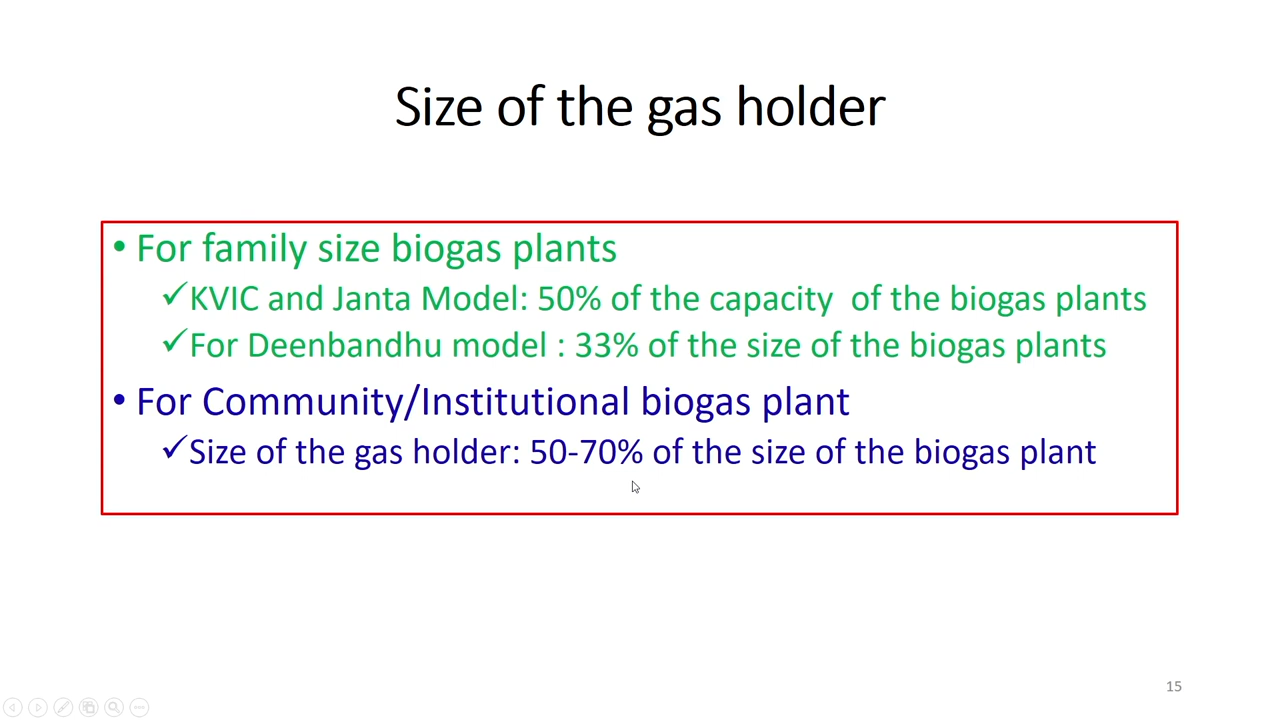 Size of the gas holder
• For family size biogas plants
✓KVIC and Janta Model: 50% of the capacity of the biogas plants
✓For Deenbandhu model : 33% of the size of the biogas plants
• For Community/Institutional biogas plant
✓Size of the gas holder: 50-70% of the size of the biogas plant
15